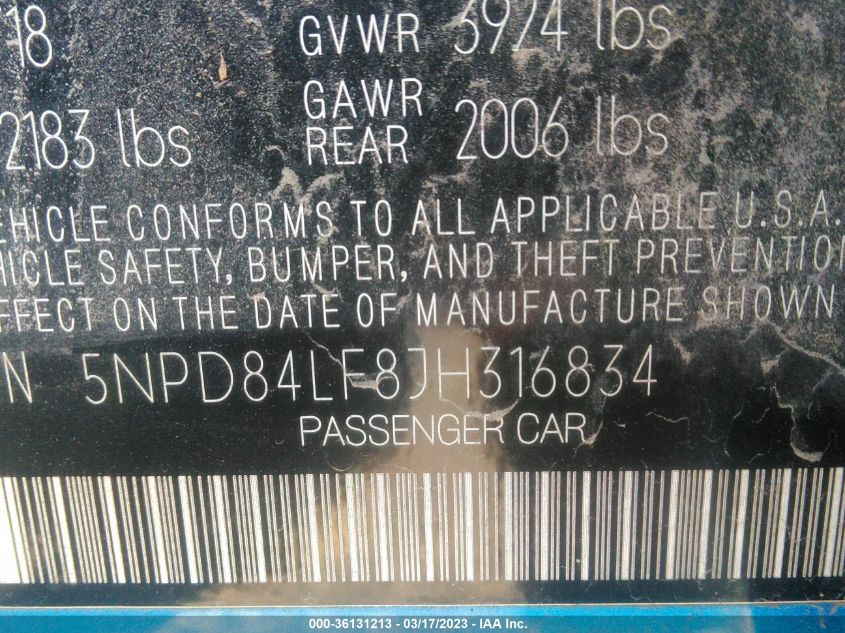 18 GVWR 3924 lbs
2183 lbs GAWR REAR 2006 lbs
EHICLE CONFORMS TO ALL APPLICABLE U.S.A.
HICLE SAFETY, BUMPER, AND THEFT PREVENTION
FFECT ON THE DATE OF MANUFACTURE SHOWN
N 5NPD84LF8JH316834
PASSENGER CAR
000-36131213 - 03/17/2023 - IAA Inc.